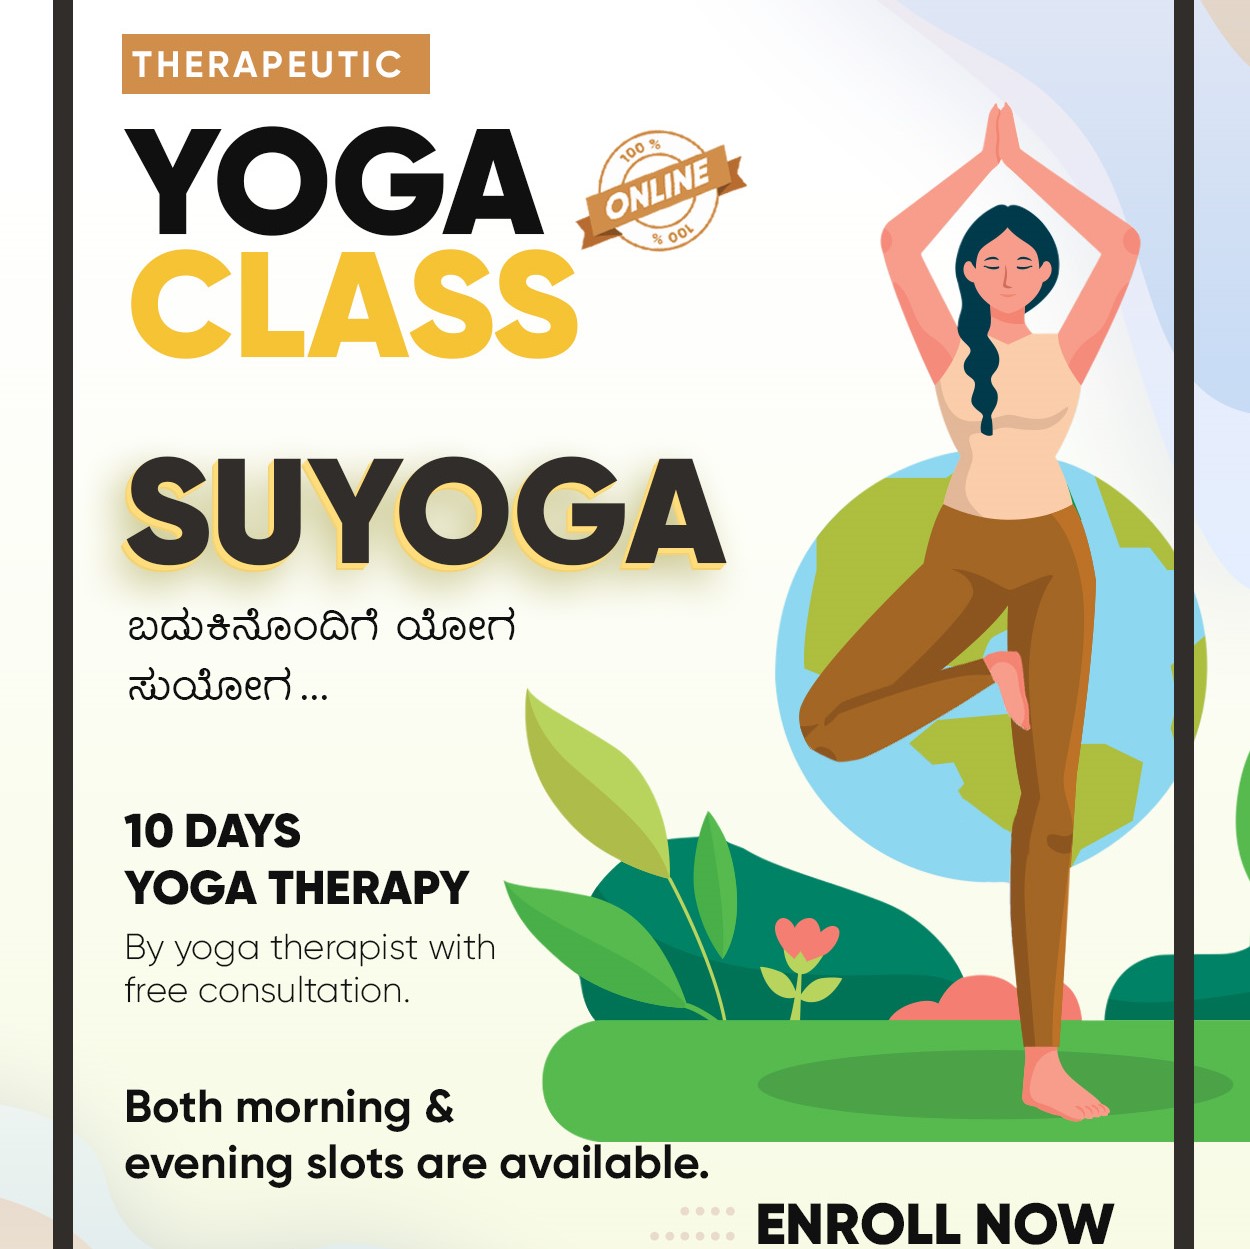 THERAPEUTIC
YOGA
CLASS
100 %
ONLINE
100 %
SUYOGA
ಬದುಕಿನೊಂದಿಗೆ ಯೋಗ
ಸುಯೋಗ...
10 DAYS
YOGA THERAPY
By yoga therapist with
free consultation.
Both morning &
evening slots are available.
ENROLL NOW